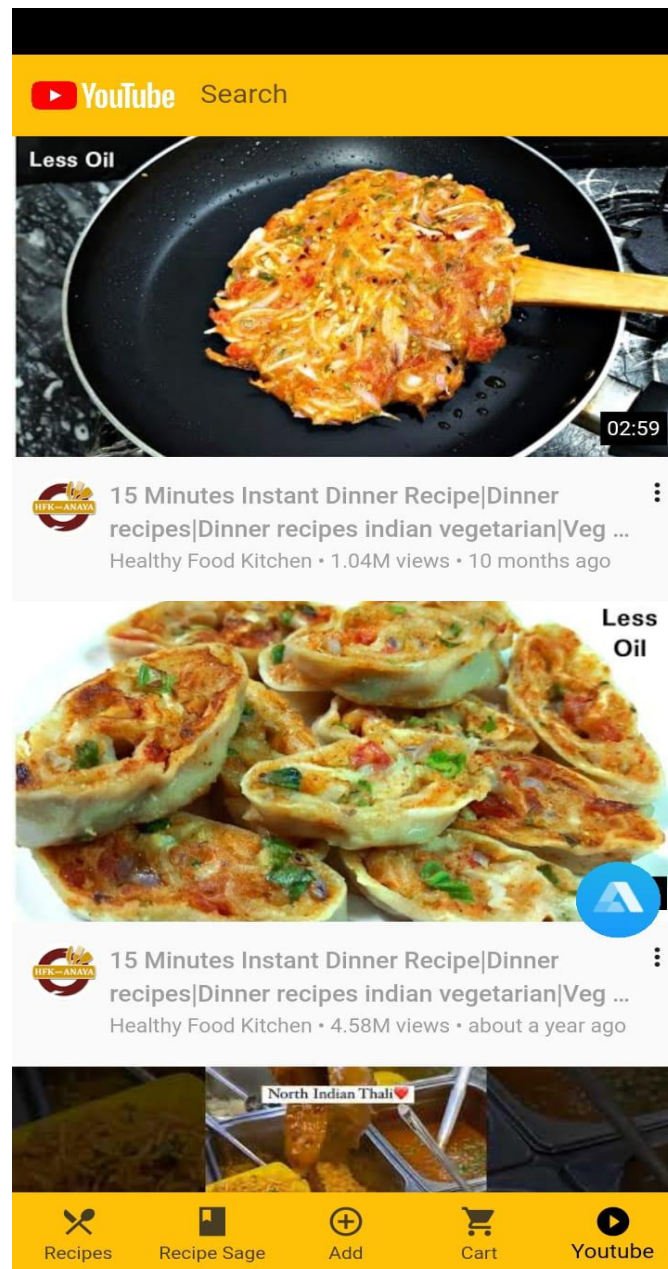 YouTube Search
Less Oil
02:59
HFK—ANAYA
15 Minutes Instant Dinner Recipe|Dinner
recipes|Dinner recipes indian vegetarian|Veg ...
Healthy Food Kitchen • 1.04M views • 10 months ago
Less
Oil
HFK—ANAYA
15 Minutes Instant Dinner Recipe|Dinner
recipes|Dinner recipes indian vegetarian|Veg ...
Healthy Food Kitchen • 4.58M views • about a year ago
North Indian Thali❤️
Recipes Recipe Sage Add Cart Youtube